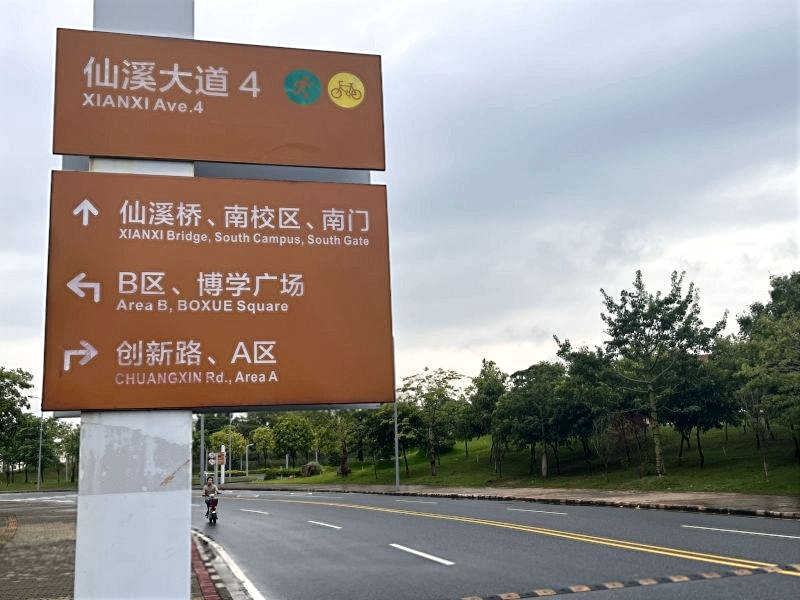 仙溪大道 4
XIANXI Ave.4
仙溪桥、南校区、南门
XIANXI Bridge, South Campus, South Gate
B区、博学广场
Area B, BOXUE Square
创新路、A区
CHUANGXIN Rd., Area A